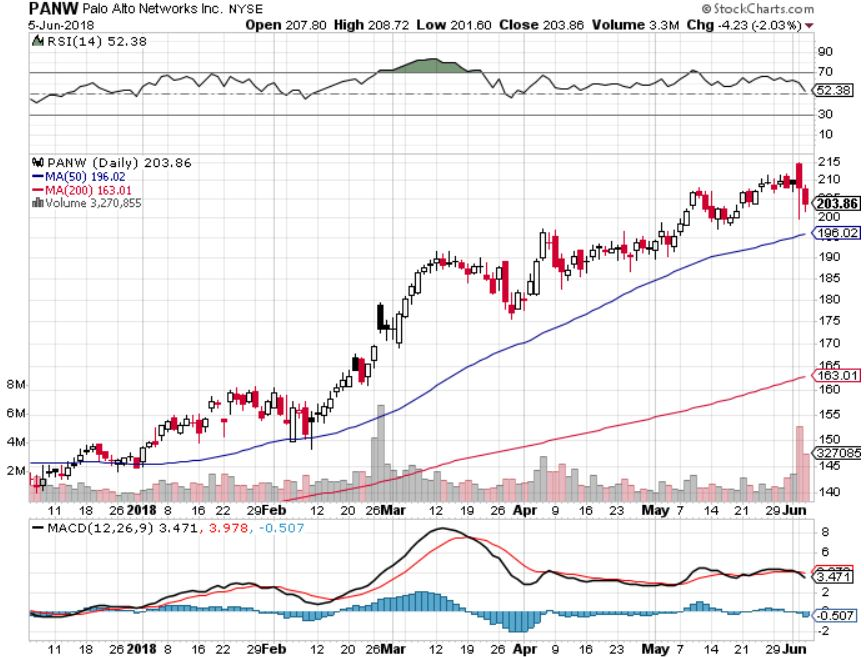 PANW Palo Alto Networks Inc. NYSE © StockCharts.com
5-Jun-2018 Open 207.80 High 208.72 Low 201.60 Close 203.86 Volume 3.3M Chg -4.23 (-2.03%)
RSI(14) 52.38
90
70
52.38
30
10
PANW (Daily) 203.86
MA(50) 196.02
MA(200) 163.01
Volume 3,270,855
215
210
203.86
200
196.02
190
185
180
175
170
165
163.01
160
155
150
145
140
8M
6M
4M
2M
327085
11 18 26 2018 8 16 22 29 Feb 12 20 26 Mar 12 19 26 Apr 9 16 23 May 7 14 21 29 Jun
MACD(12,26,9) 3.471, 3.978, -0.507
8
6
3.471
2
-0.507
-2
11 18 26 2018 8 16 22 29 Feb 12 20 26 Mar 12 19 26 Apr 9 16 23 May 7 14 21 29 Jun